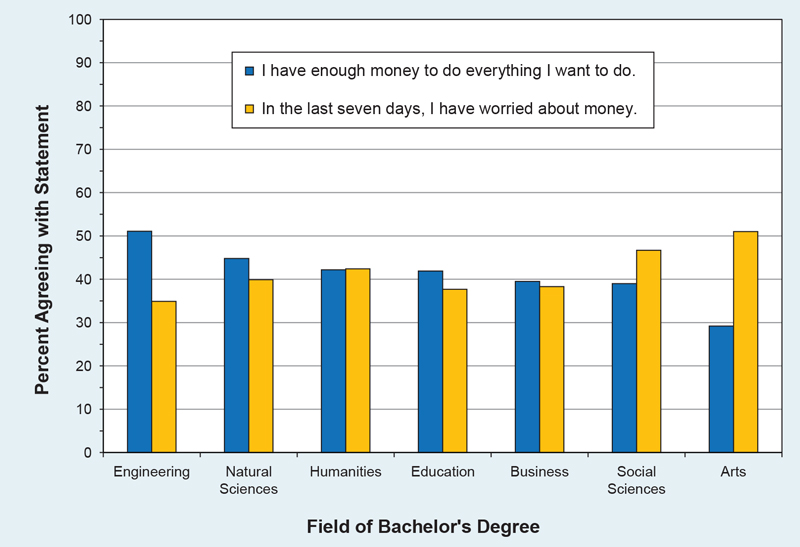 100
90
80
70
60
50
40
30
20
10
0
Percent Agreeing with Statement
I have enough money to do everything I want to do.
In the last seven days, I have worried about money.
Engineering
Natural
Sciences
Humanities
Education
Business
Social
Sciences
Arts
Field of Bachelor's Degree